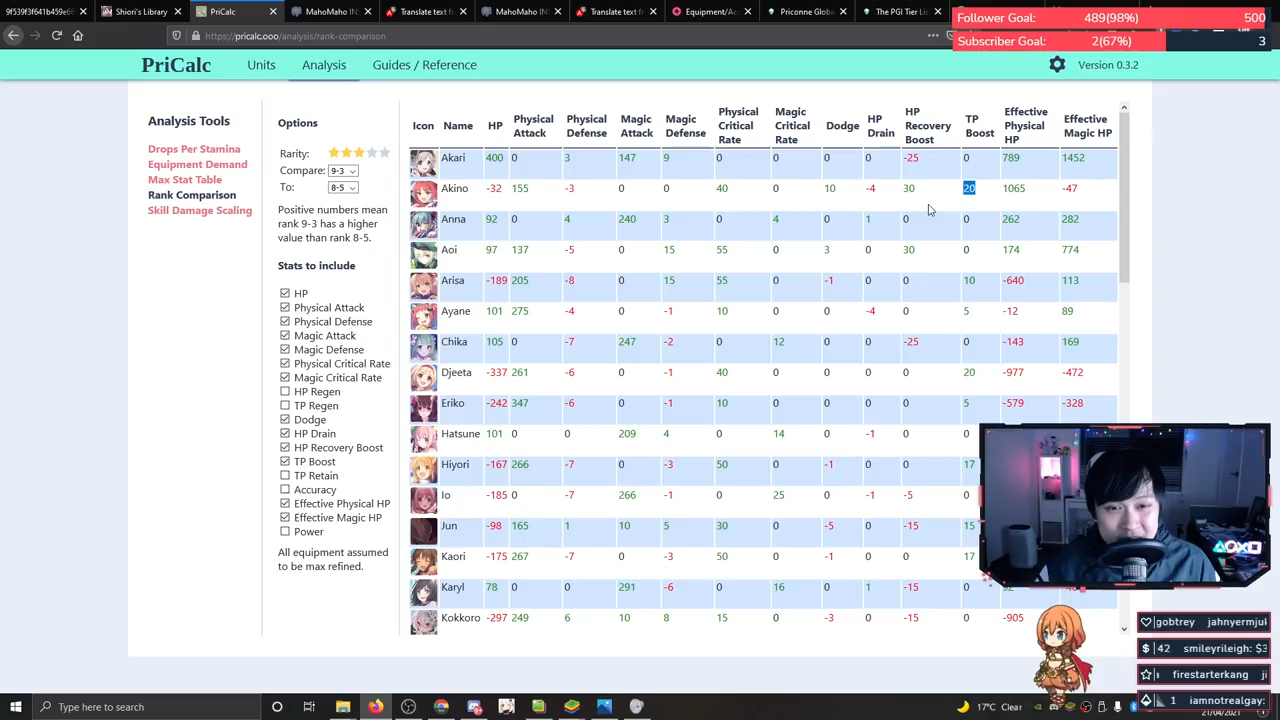 9f539f3f641b459e66
Shiori's Library
PriCalc
MahoMaho IN
Translate text fr
MahoMaho IN
Translate text fr
Equipment/Ac
Priconne Globa
The PGI Tier Lis
Follower Goal: 489(98%) 500
Subscriber Goal: 2(67%) 3
https://pricalc.ooo/analysis/rank-comparison
PriCalc Units Analysis Guides / Reference Version 0.3.2
Analysis Tools
Drops Per Stamina
Equipment Demand
Max Stat Table
Rank Comparison
Skill Damage Scaling
Options
Rarity:
Compare: 9-3
To: 8-5
Positive numbers mean
rank 9-3 has a higher
value than rank 8-5.
Stats to include
HP
Physical Attack
Physical Defense
Magic Attack
Magic Defense
Physical Critical Rate
Magic Critical Rate
HP Regen
TP Regen
Dodge
HP Drain
HP Recovery Boost
TP Boost
TP Retain
Accuracy
Effective Physical HP
Effective Magic HP
Power
All equipment assumed
to be max refined.
Icon Name HP Physical Attack Physical Defense Magic Attack Magic Defense Physical Critical Rate Magic Critical Rate Dodge HP Drain HP Recovery Boost TP Boost Effective Physical HP Effective Magic HP
Akari 400 0 3 147 9 0 0 0 0 -25 0 789 1452
Akino -32 155 -3 0 0 40 0 10 -4 30 20 1065 -47
Anna 92 0 4 240 3 0 4 0 1 0 0 262 282
Aoi 97 137 -5 0 15 55 0 3 0 30 0 174 774
Arisa -189 205 -8 0 15 55 0 -1 0 0 10 -640 113
Ayane 101 275 -4 0 -1 10 0 0 -4 0 5 -12 89
Chika 105 0 -7 247 -2 0 12 0 0 -25 0 -143 169
Djeeta -337 261 -6 0 -1 40 0 0 0 0 20 -977 -472
Eriko -242 347 -6 0 -1 10 0 0 0 0 5 -579 -328
Hatsune 101 0 0 209 4 0 14 0 -1 0 0
Hiyori -167 266 -7 0 -3 50 0 -1 0 0 17
Io -185 0 -7 266 -1 0 25 0 -1 -5 0
Jun -98 165 1 10 5 30 0 -5 0 -15 15
Kaori -175 267 -7 0 -3 50 0 -1 0 0 17
Karyl 78 0 0 291 -6 0 16 0 1 -15 0
Kokkoro -297 249 6 10 8 15 0 -3 0 -15 0 -905
gobtrey jahnyermjuk
$ 42 smileyrileigh: $3
firestarterkang ji
1 iamnotrealgay:
Type here to search
17°C Clear
21/04/2021